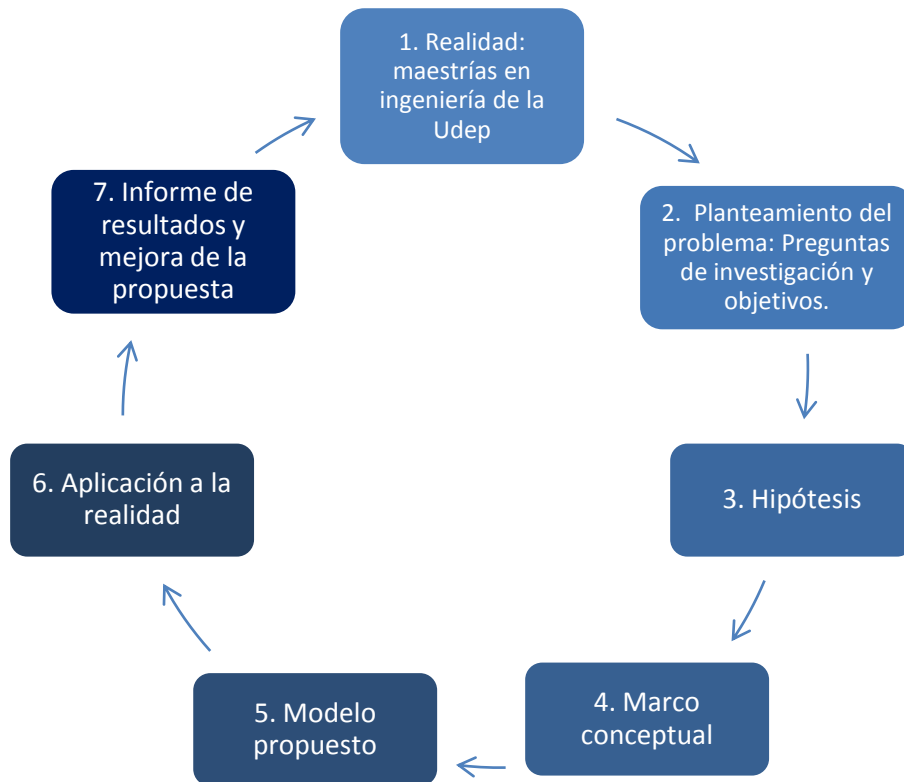 1. Realidad:
maestrías en
ingeniería de la
Udep
2. Planteamiento del
problema: Preguntas
de investigación y
objetivos.
3. Hipótesis
4. Marco
conceptual
5. Modelo
propuesto
6. Aplicación a la
realidad
7. Informe de
resultados y
mejora de la
propuesta